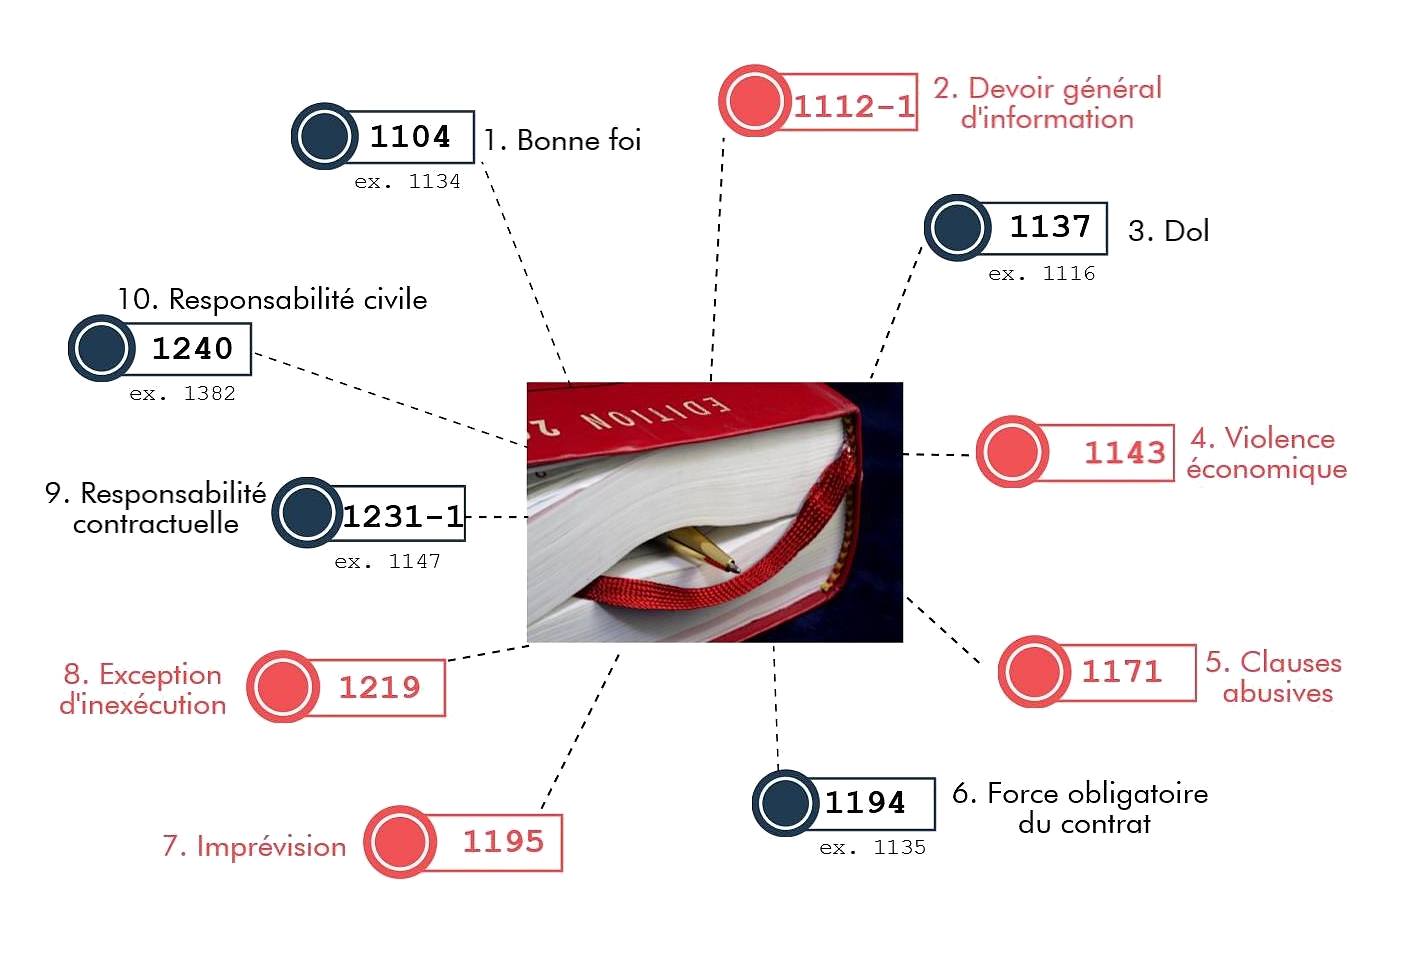 1104
1. Bonne foi
ex. 1134
1112-1
2. Devoir général
d'information
1137
3. Dol
ex. 1116
1143
4. Violence
économique
1171
5. Clauses
abusives
1194
6. Force obligatoire
du contrat
ex. 1135
7. Imprévision
1195
8. Exception
d'inexécution
1219
9. Responsabilité
contractuelle
1231-1
ex. 1147
10. Responsabilité civile
1240
ex. 1382
EDITION